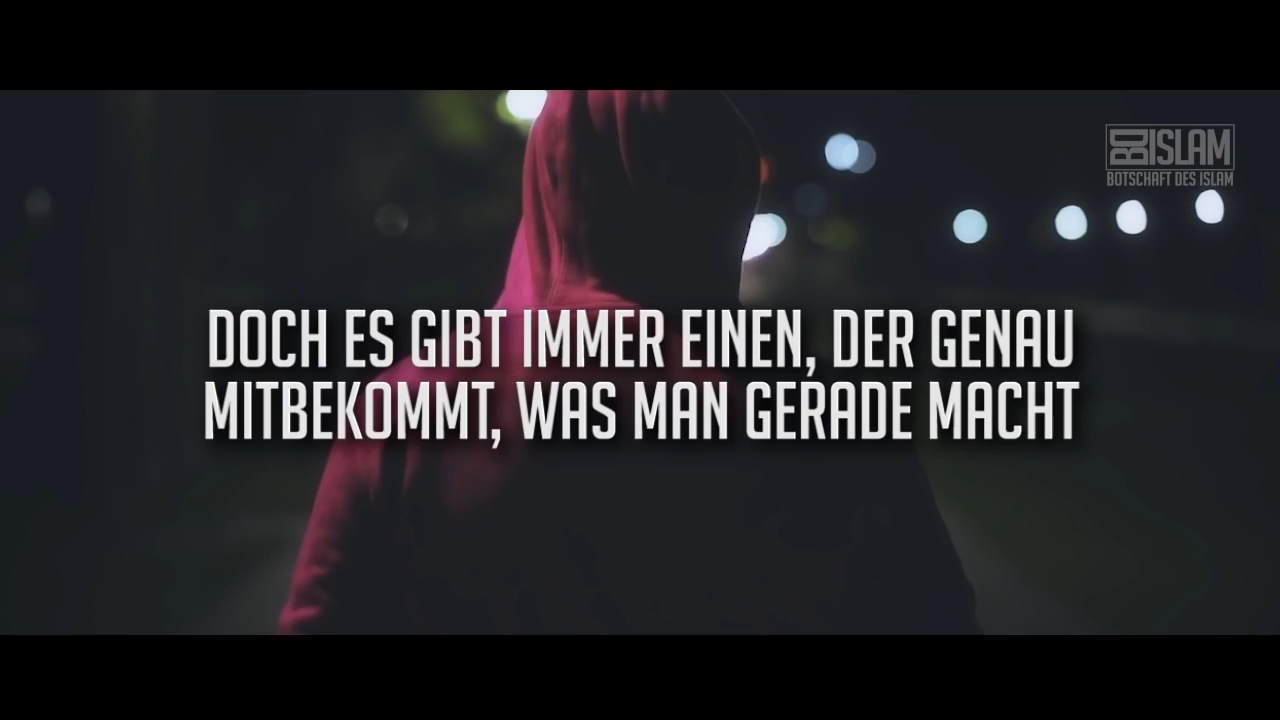 BDISLAM
BOTSCHAFT DES ISLAM
DOCH ES GIBT IMMER EINEN, DER GENAU
MITBEKOMMT, WAS MAN GERADE MACHT